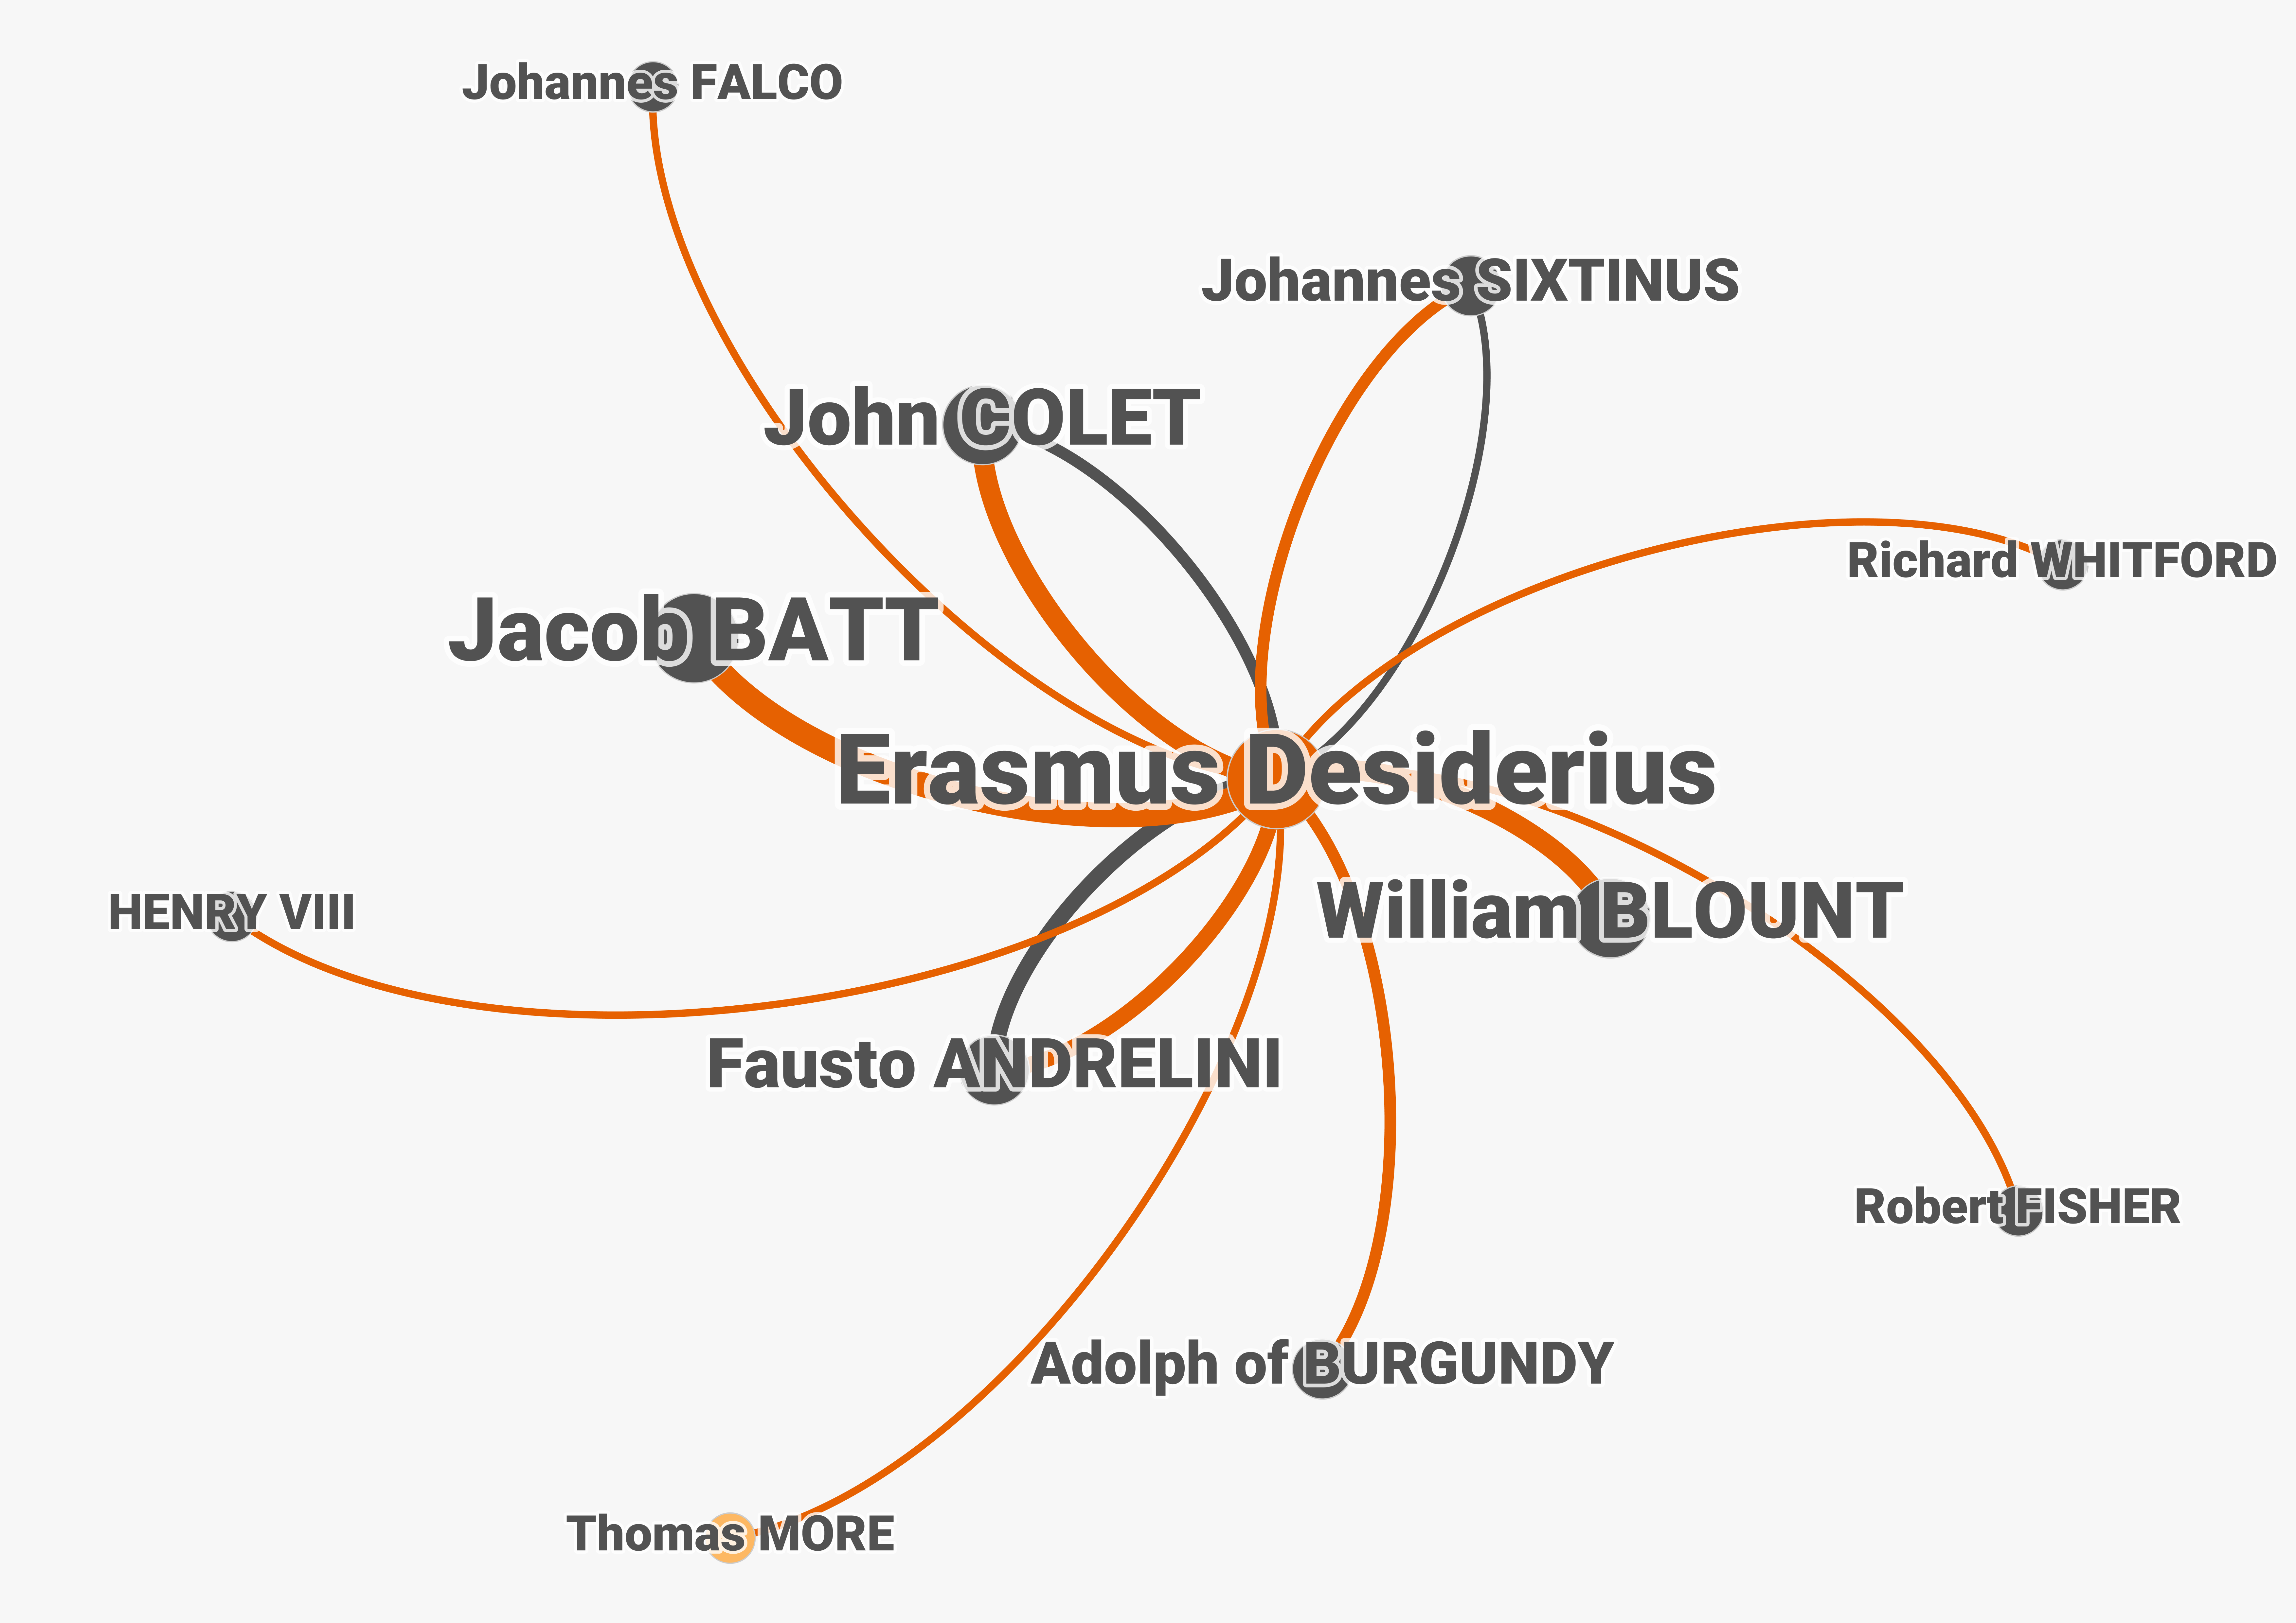 Johannes FALCO
Johannes SIXTINUS
John COLET
Richard WHITFORD
Jacob BATT
Erasmus Desiderius
HENRY VIII
William BLOUNT
Fausto ANDRELINI
Robert FISHER
Adolph of BURGUNDY
Thomas MORE